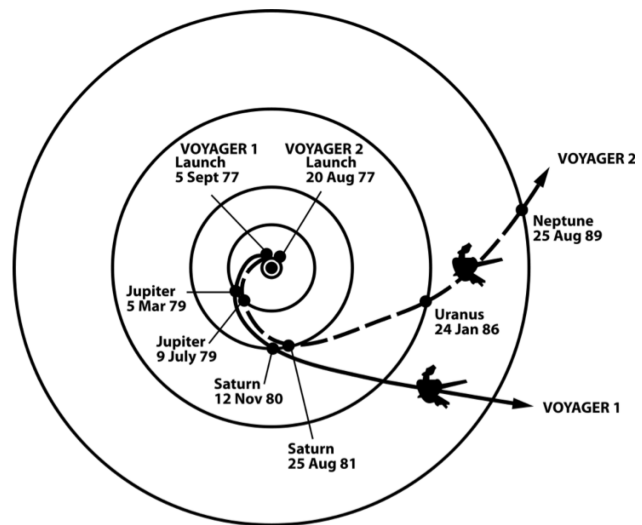 VOYAGER 1
Launch
5 Sept 77
VOYAGER 2
Launch
20 Aug 77
VOYAGER 2
Neptune
25 Aug 89
Jupiter
5 Mar 79
Jupiter
9 July 79
Uranus
24 Jan 86
Saturn
12 Nov 80
VOYAGER 1
Saturn
25 Aug 81